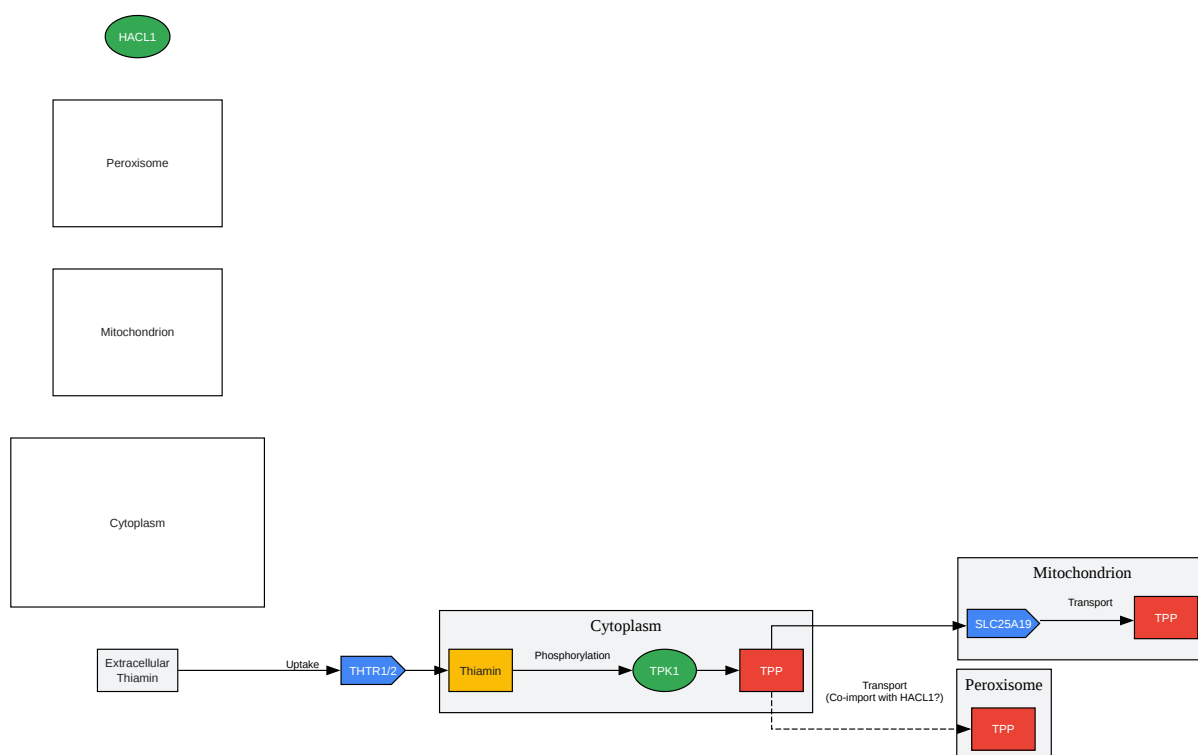 HACL1
Peroxisome
Mitochondrion
Cytoplasm
Extracellular
Thiamin
Uptake
THTR1/2
Cytoplasm
Thiamin
Phosphorylation
TPK1
TPP
Mitochondrion
SLC25A19
Transport
TPP
Transport
(Co-import with HACL1?)
Peroxisome
TPP